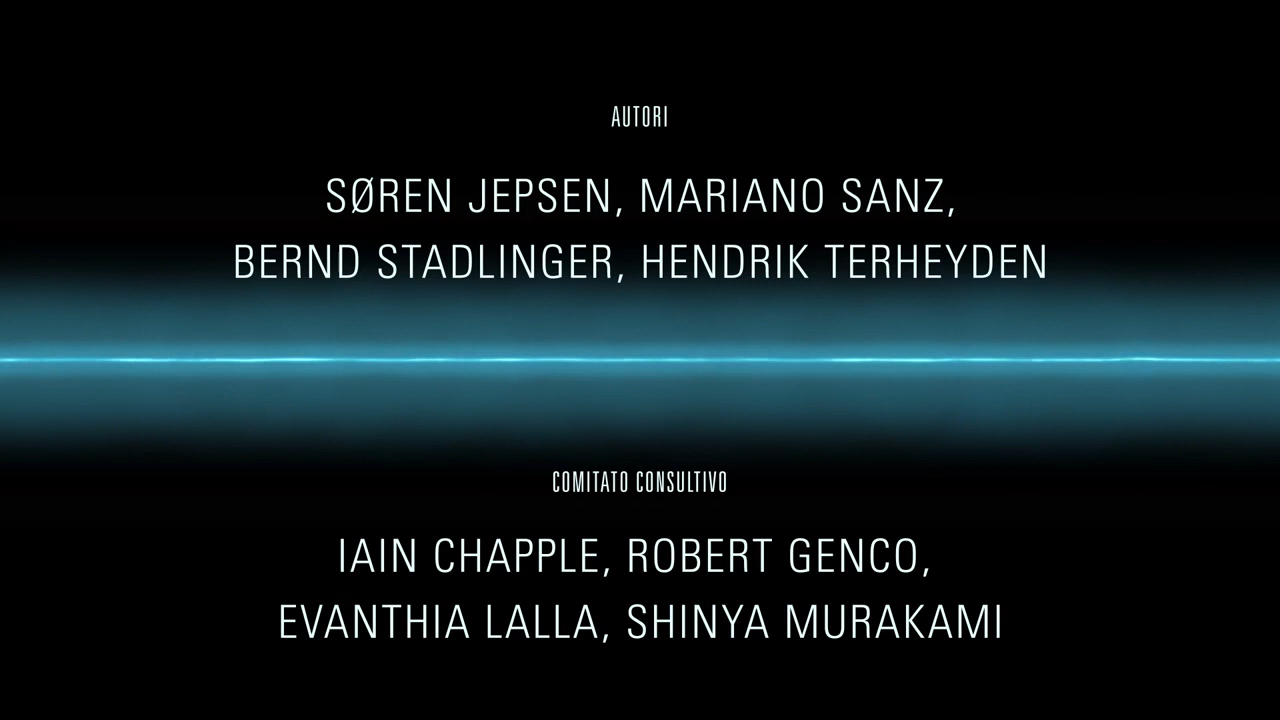 AUTORI
SØREN JEPSEN, MARIANO SANZ,
BERND STADLINGER, HENDRIK TERHEYDEN
COMITATO CONSULTIVO
IAIN CHAPPLE, ROBERT GENCO,
EVANTHIA LALLA, SHINYA MURAKAMI